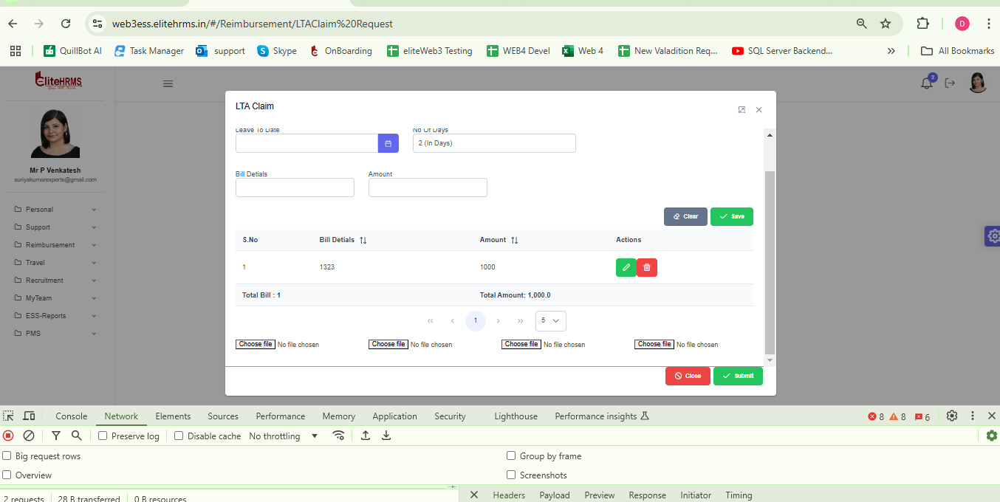 web3ess.elitehrms.in/#/Reimbursement/LTAClaim%20Request
D
QuillBot AI Task Manager support Skype OnBoarding eliteWeb3 Testing WEB4 Devel Web 4 New Valadition Req... SQL Server Backend... » All Bookmarks
EliteHRMS
2
LTA Claim
Leave To Date No Of Days
2 (In Days)
Mr P Venkatesh
suriyakumarexperts@gmail.com
Bill Detials Amount
Personal
Support
Reimbursement
Travel
Recruitment
MyTeam
ESS-Reports
PMS
Clear Save
S.No Bill Detials Amount Actions
1 1323 1000
Total Bill : 1 Total Amount: 1,000.0
« ‹ 1 › » 5
Choose file No file chosen Choose file No file chosen Choose file No file chosen Choose file No file chosen
Close Submit
Console Network Elements Sources Performance Memory Application Security Lighthouse Performance insights 8 8 6
Preserve log Disable cache No throttling
Big request rows Group by frame
Overview Screenshots
2 requests 28 B transferred 0 B resources
Headers Payload Preview Response Initiator Timing